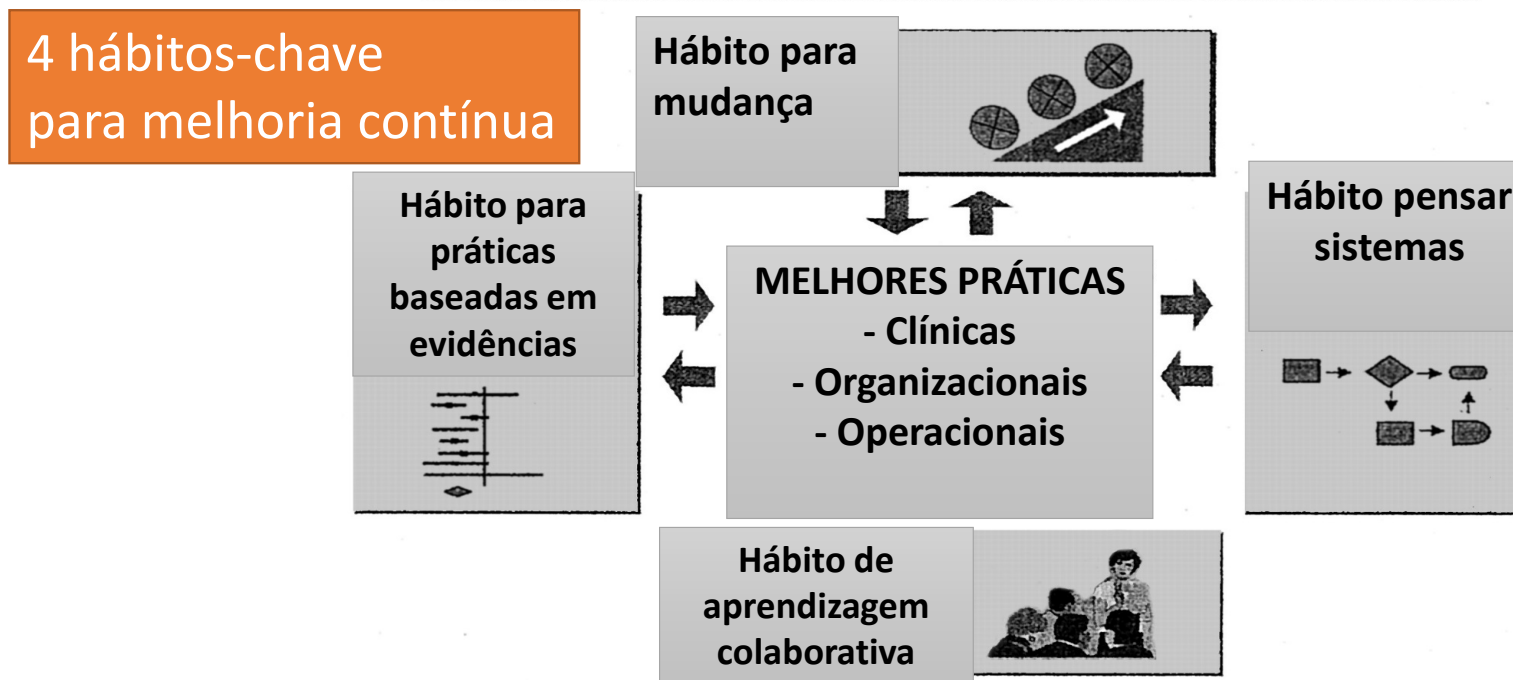 4 hábitos-chave
para melhoria contínua
Hábito para
mudança
Hábito para
práticas
baseadas em
evidências
MELHORES PRÁTICAS
- Clínicas
- Organizacionais
- Operacionais
Hábito pensar
sistemas
Hábito de
aprendizagem
colaborativa